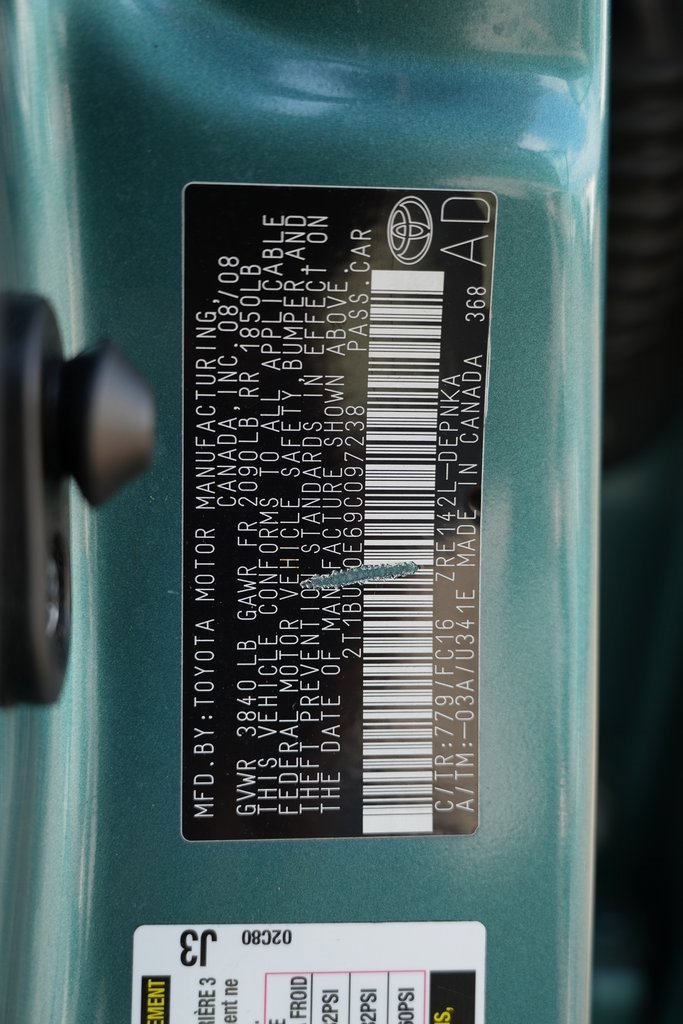 MFD.BY:TOYOTA MOTOR MANUFACTURING,
CANADA, INC. 08/08
GVWR 3840LB GAWR FR 2090LB, RR 1850LB
THIS VEHICLE CONFORMS TO ALL APPLICABLE
FEDERAL MOTOR VEHICLE SAFETY, BUMPER, AND
THEFT PREVENTION STANDARDS IN EFFECT ON
THE DATE OF MANUFACTURE SHOWN ABOVE.
PASS.CAR
C/TR:779/FC16 ZRE142L-DEPNKA
A/TM:-03A/U341E MADE IN CANADA 368
AD
J3
02C80
FROID